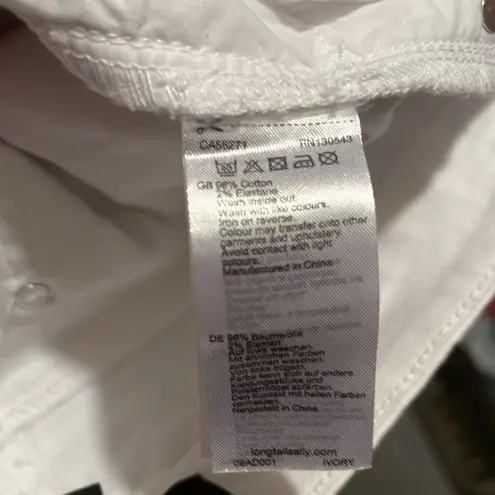 CA56271 RN130543
GB 98% Cotton
2% Elastane
Wash inside out.
Wash with like colours.
Iron on reverse.
Colour may transfer onto other
garments and upholstery.
Avoid contact with light
colours.
Manufactured in China
DE 98% Baumwolle
2% Elastan
Auf links waschen.
Mit ähnlichen Farben
waschen.
Von links bügeln.
Farbe kann sich auf andere
Kleidungsstücke und
Polstermöbel abfärben.
Den Kontakt mit hellen Farben
vermeiden.
Hergestellt in China
longtallsally.com
09AD001 IVORY